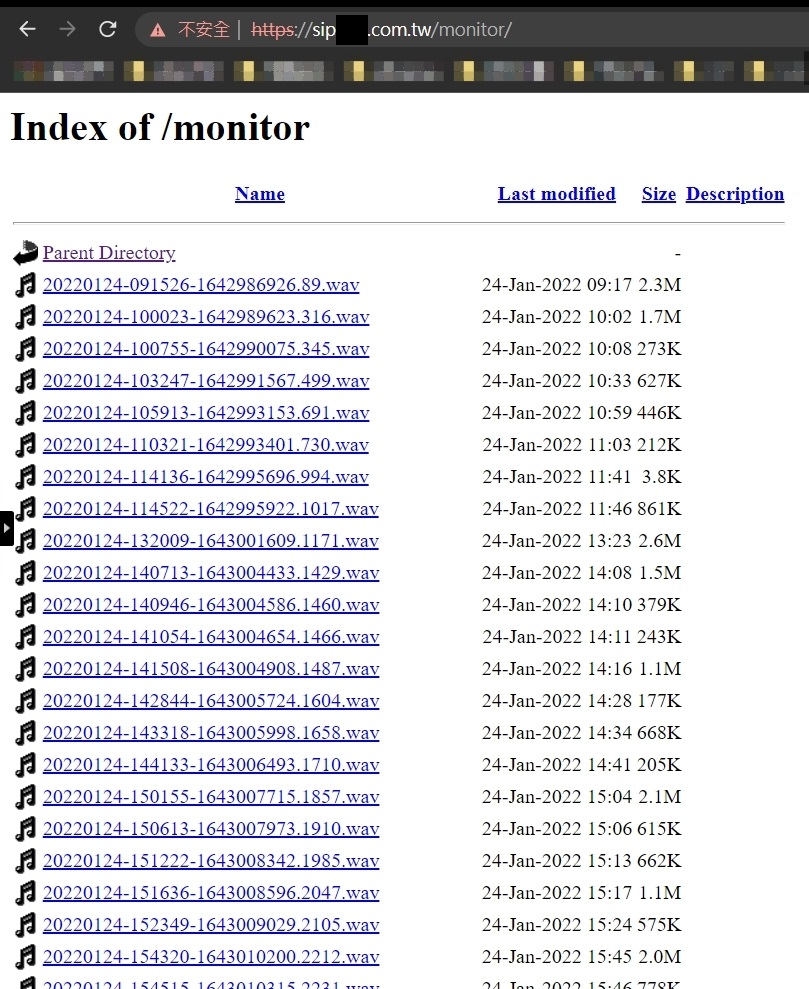 不安全 https://sip .com.tw/monitor/
Index of /monitor
Name Last modified Size Description
Parent Directory -
20220124-091526-1642986926.89.wav 24-Jan-2022 09:17 2.3M
20220124-100023-1642989623.316.wav 24-Jan-2022 10:02 1.7M
20220124-100755-1642990075.345.wav 24-Jan-2022 10:08 273K
20220124-103247-1642991567.499.wav 24-Jan-2022 10:33 627K
20220124-105913-1642993153.691.wav 24-Jan-2022 10:59 446K
20220124-110321-1642993401.730.wav 24-Jan-2022 11:03 212K
20220124-114136-1642995696.994.wav 24-Jan-2022 11:41 3.8K
20220124-114522-1642995922.1017.wav 24-Jan-2022 11:46 861K
20220124-132009-1643001609.1171.wav 24-Jan-2022 13:23 2.6M
20220124-140713-1643004433.1429.wav 24-Jan-2022 14:08 1.5M
20220124-140946-1643004586.1460.wav 24-Jan-2022 14:10 379K
20220124-141054-1643004654.1466.wav 24-Jan-2022 14:11 243K
20220124-141508-1643004908.1487.wav 24-Jan-2022 14:16 1.1M
20220124-142844-1643005724.1604.wav 24-Jan-2022 14:28 177K
20220124-143318-1643005998.1658.wav 24-Jan-2022 14:34 668K
20220124-144133-1643006493.1710.wav 24-Jan-2022 14:41 205K
20220124-150155-1643007715.1857.wav 24-Jan-2022 15:04 2.1M
20220124-150613-1643007973.1910.wav 24-Jan-2022 15:06 615K
20220124-151222-1643008342.1985.wav 24-Jan-2022 15:13 662K
20220124-151636-1643008596.2047.wav 24-Jan-2022 15:17 1.1M
20220124-152349-1643009029.2105.wav 24-Jan-2022 15:24 575K
20220124-154320-1643010200.2212.wav 24-Jan-2022 15:45 2.0M
20220124-154515-1643010315.2231.wav 24-Jan-2022 15:46 778K